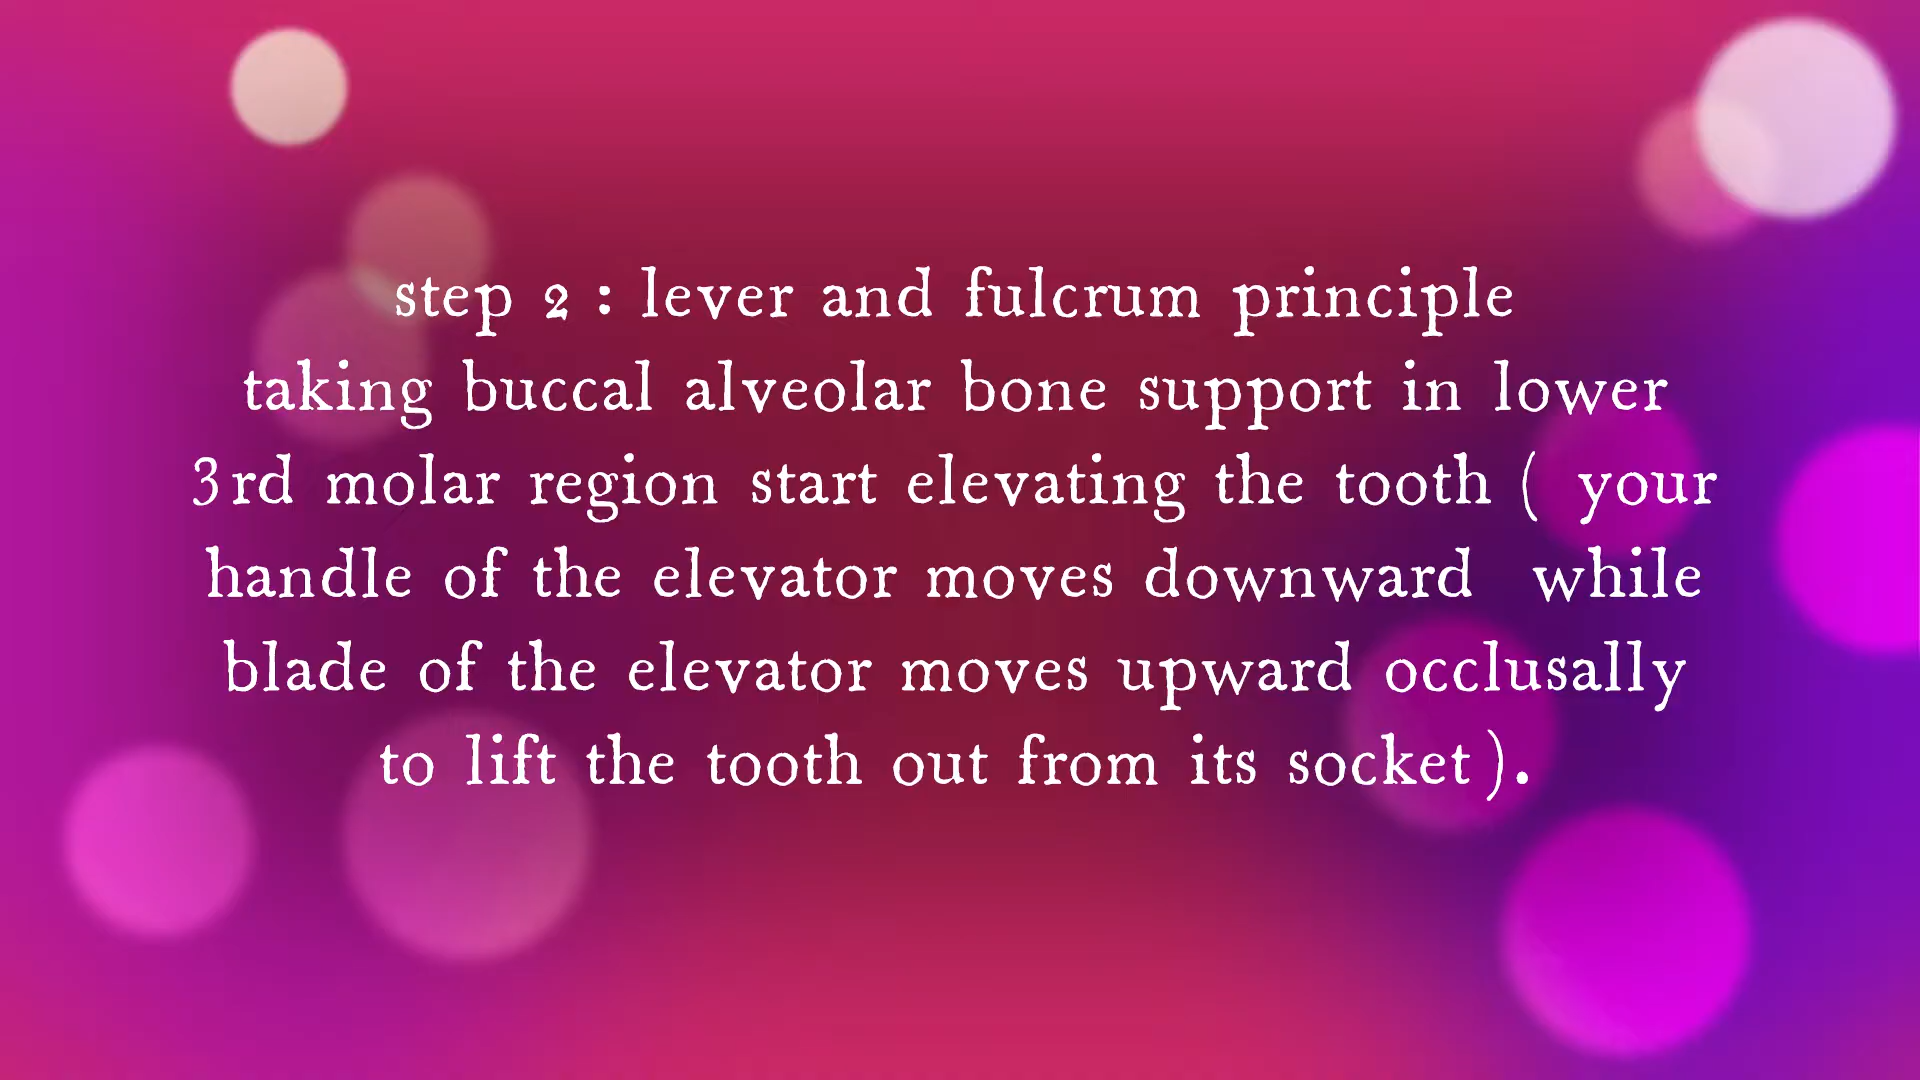 step 2 : lever and fulcrum principle
taking buccal alveolar bone support in lower
3rd molar region start elevating the tooth ( your
handle of the elevator moves downward while
blade of the elevator moves upward occlusally
to lift the tooth out from its socket ).